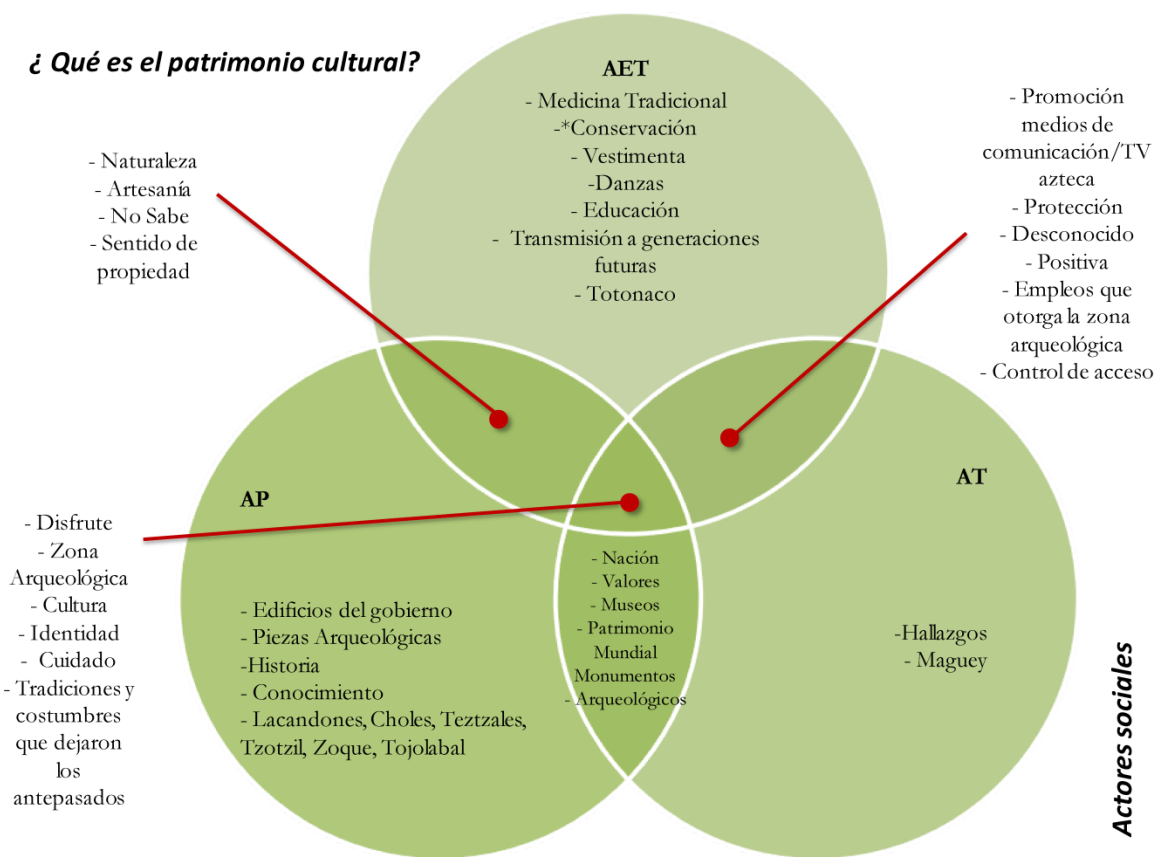 ¿ Qué es el patrimonio cultural?
AET
- Medicina Tradicional
-*Conservación
- Vestimenta
-Danzas
- Educación
- Transmisión a generaciones
futuras
- Totonaco
- Naturaleza
- Artesanía
- No Sabe
- Sentido de
propiedad
- Promoción
medios de
comunicación/TV
azteca
- Protección
- Desconocido
- Positiva
- Empleos que
otorga la zona
arqueológica
- Control de acceso
AP
- Edificios del gobierno
- Piezas Arqueológicas
-Historia
- Conocimiento
- Lacandones, Choles, Teztzales,
Tzotzil, Zoque, Tojolabal
- Disfrute
- Zona
Arqueológica
- Cultura
- Identidad
- Cuidado
- Tradiciones y
costumbres
que dejaron
los
antepasados
- Nación
- Valores
- Museos
- Patrimonio
Mundial
Monumentos
- Arqueológicos
AT
-Hallazgos
- Maguey
Actores sociales